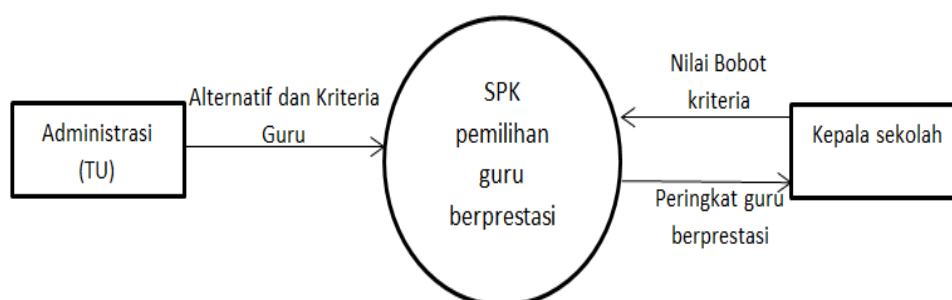 Administrasi
(TU)
Alternatif dan Kriteria
Guru
SPK
pemilihan
guru
berprestasi
Nilai Bobot
kriteria
Peringkat guru
berprestasi
Kepala sekolah